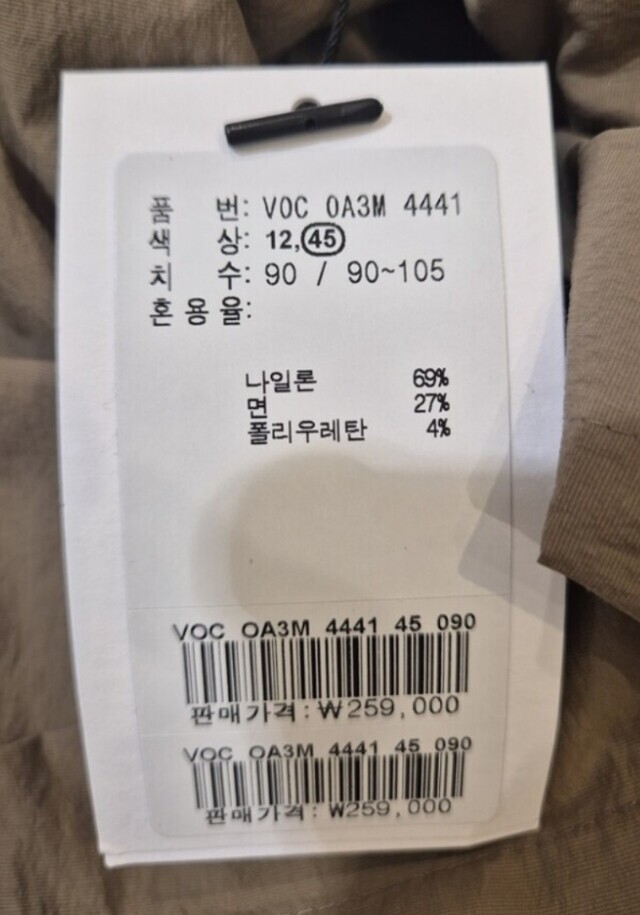 품 번: VOC 0A3M 4441
색 상: 12,45
치 수: 90 / 90~105
혼 용 율:
나일론 69%
면 27%
폴리우레탄 4%
VOC OA3M 4441 45 090
판매가격:₩259,000
VOC OA3M 4441 45 090
판매가격:₩259,000